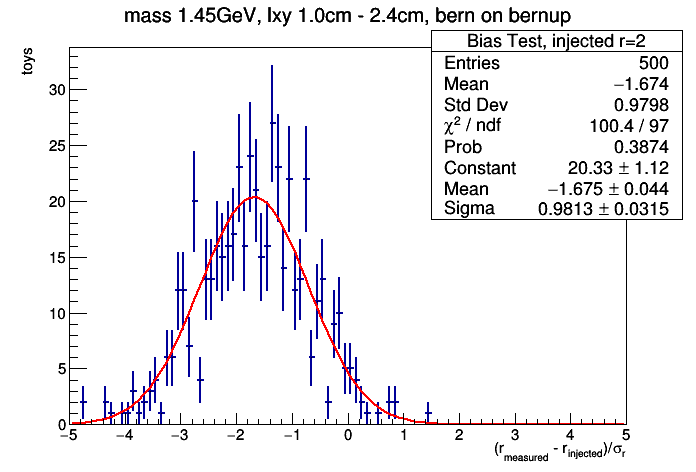 mass 1.45GeV, lxy 1.0cm - 2.4cm, bern on bernup
Bias Test, injected r=2
Entries 500
Mean −1.674
Std Dev 0.9798
χ² / ndf 100.4 / 97
Prob 0.3874
Constant 20.33 ± 1.12
Mean −1.675 ± 0.044
Sigma 0.9813 ± 0.0315
toys
30
25
20
15
10
5
0
−5 −4 −3 −2 −1 0 1 2 3 4 5
(r_measured - r_injected)/σ_r